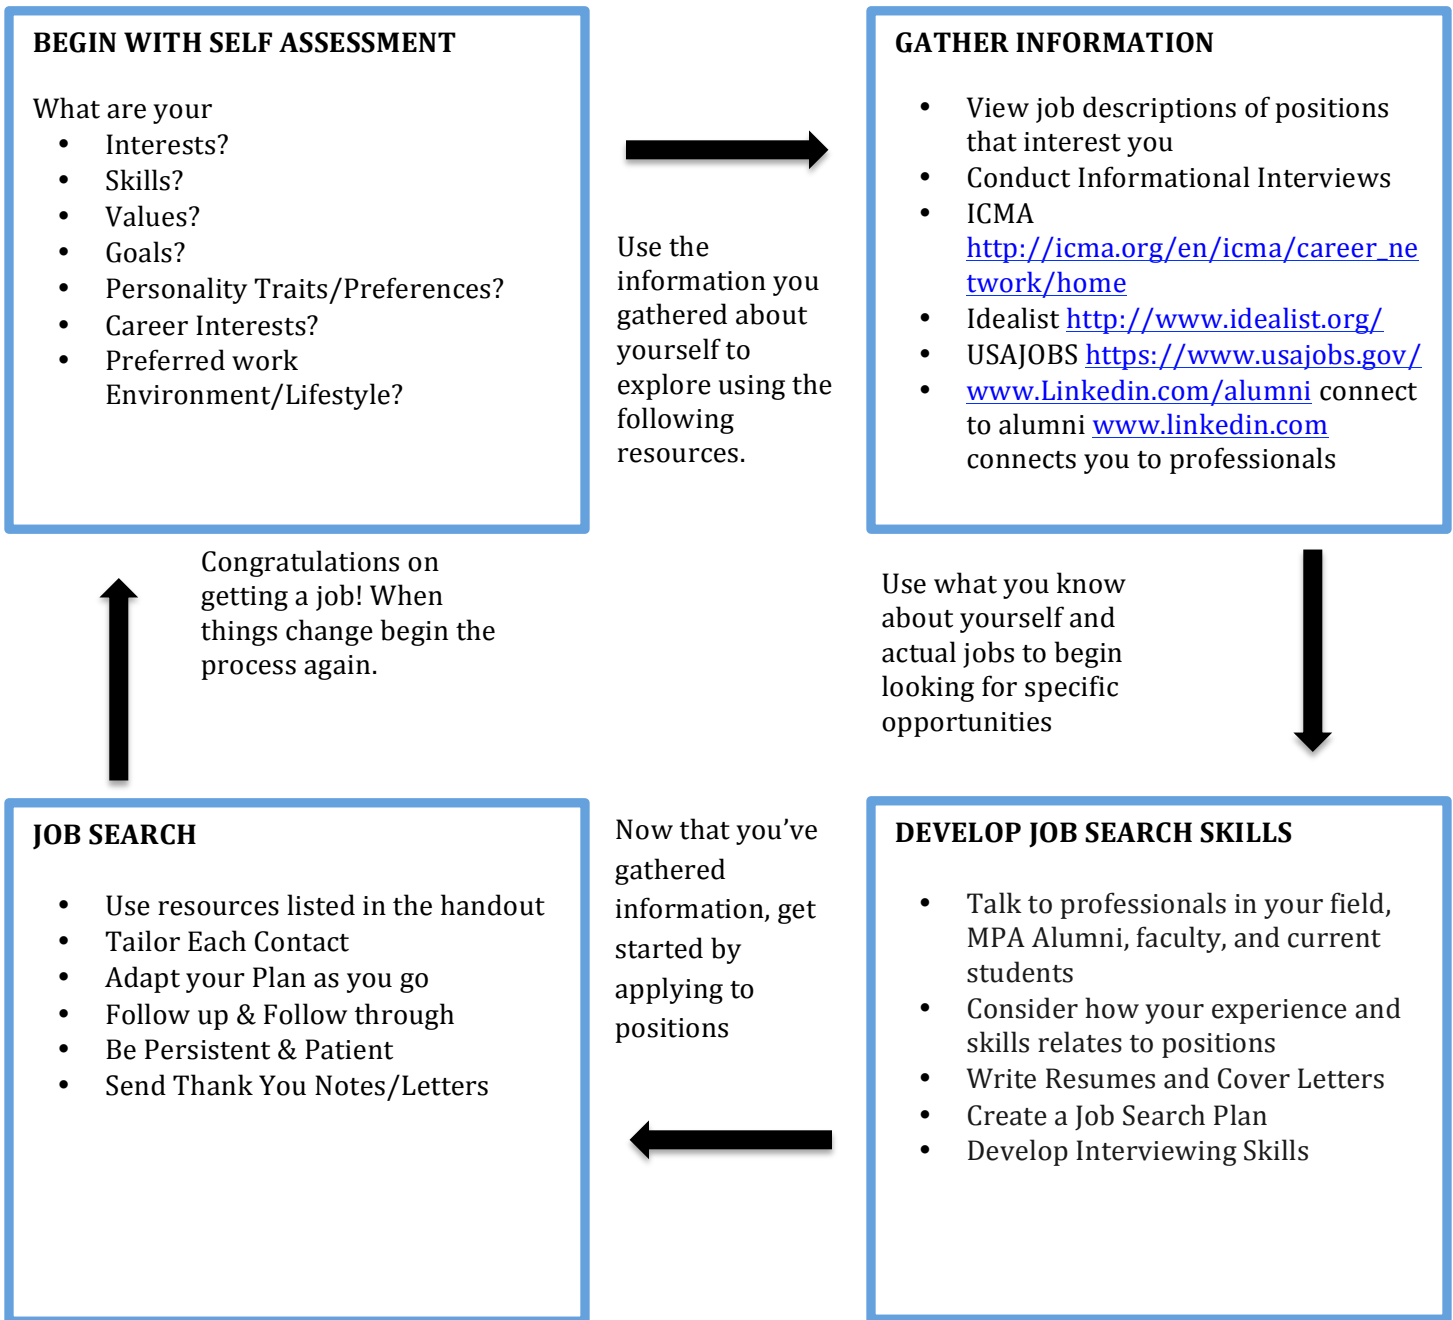 BEGIN WITH SELF ASSESSMENT
What are your
• Interests?
• Skills?
• Values?
• Goals?
• Personality Traits/Preferences?
• Career Interests?
• Preferred work
Environment/Lifestyle?
Use the
information you
gathered about
yourself to
explore using the
following
resources.
GATHER INFORMATION
• View job descriptions of positions
that interest you
• Conduct Informational Interviews
• ICMA
http://icma.org/en/icma/career_ne
twork/home
• Idealist http://www.idealist.org/
• USAJOBS https://www.usajobs.gov/
• www.Linkedin.com/alumni connect
to alumni www.linkedin.com
connects you to professionals
Use what you know
about yourself and
actual jobs to begin
looking for specific
opportunities
DEVELOP JOB SEARCH SKILLS
• Talk to professionals in your field,
MPA Alumni, faculty, and current
students
• Consider how your experience and
skills relates to positions
• Write Resumes and Cover Letters
• Create a Job Search Plan
• Develop Interviewing Skills
Now that you’ve
gathered
information, get
started by
applying to
positions
JOB SEARCH
• Use resources listed in the handout
• Tailor Each Contact
• Adapt your Plan as you go
• Follow up & Follow through
• Be Persistent & Patient
• Send Thank You Notes/Letters
Congratulations on
getting a job! When
things change begin the
process again.